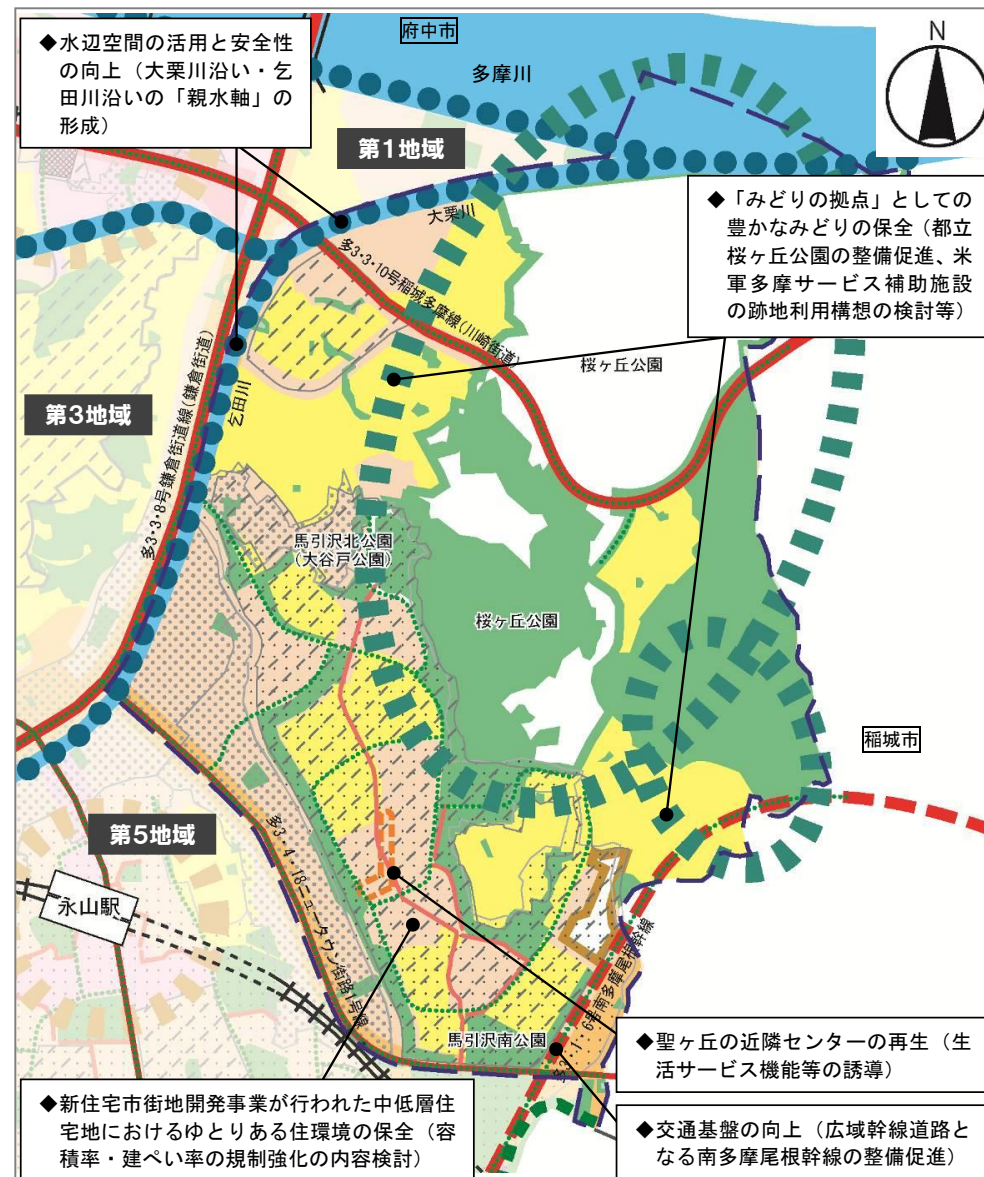 ◆水辺空間の活用と安全性
の向上（大栗川沿い・乞
田川沿いの「親水軸」の
形成）
府中市
多摩川
N
第1地域
◆「みどりの拠点」としての
豊かなみどりの保全（都立
桜ヶ丘公園の整備促進、米
軍多摩サービス補助施設
の跡地利用構想の検討等）
大栗川
多3・3・10号稲城多摩線(川崎街道)
桜ヶ丘公園
第3地域
乞田川
多3・3・8号鎌倉街道線(鎌倉街道)
馬引沢北公園
(大谷戸公園)
桜ヶ丘公園
稲城市
第5地域
永山駅
多3・4・18ニュータウン街路1号線
馬引沢南公園
6号南多摩尾根幹線
◆聖ヶ丘の近隣センターの再生（生
活サービス機能等の誘導）
◆新住宅市街地開発事業が行われた中低層住
宅地におけるゆとりある住環境の保全（容
積率・建ぺい率の規制強化の内容検討）
◆交通基盤の向上（広域幹線道路と
なる南多摩尾根幹線の整備促進）